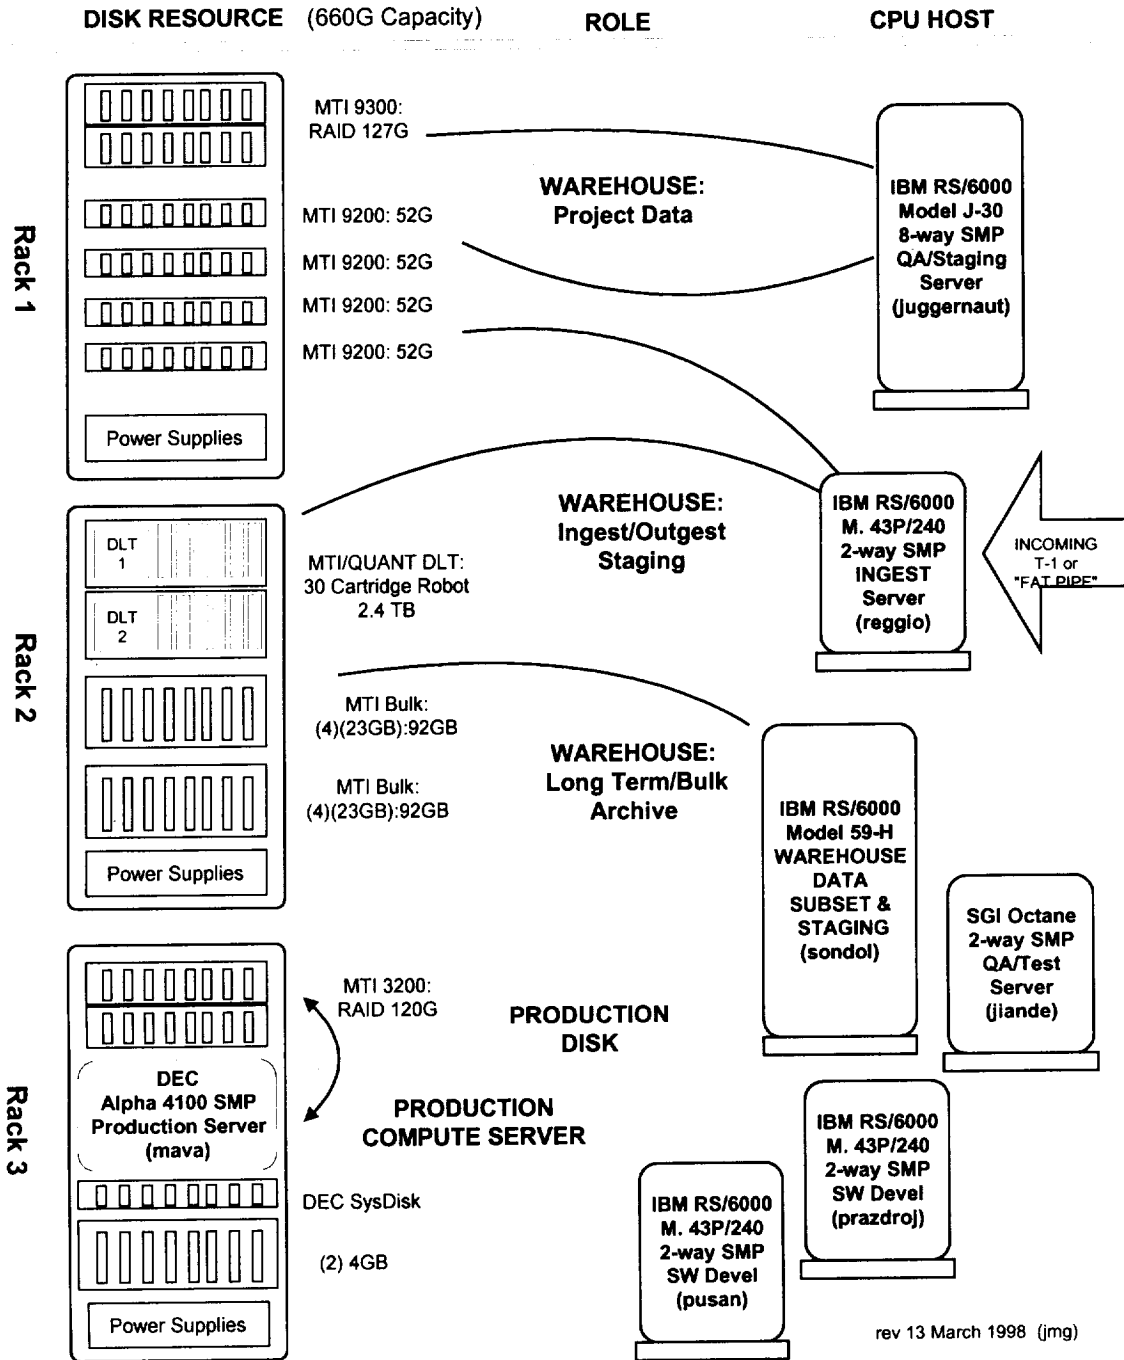 DISK RESOURCE (660G Capacity)
ROLE
CPU HOST
Rack 1
MTI 9300:
RAID 127G
MTI 9200: 52G
MTI 9200: 52G
MTI 9200: 52G
MTI 9200: 52G
Power Supplies
WAREHOUSE:
Project Data
IBM RS/6000
Model J-30
8-way SMP
QA/Staging
Server
(juggernaut)
Rack 2
DLT
1
DLT
2
MTI/QUANT DLT:
30 Cartridge Robot
2.4 TB
MTI Bulk:
(4)(23GB):92GB
MTI Bulk:
(4)(23GB):92GB
Power Supplies
WAREHOUSE:
Ingest/Outgest
Staging
IBM RS/6000
M. 43P/240
2-way SMP
INGEST
Server
(reggio)
INCOMING
T-1 or
"FAT PIPE"
WAREHOUSE:
Long Term/Bulk
Archive
IBM RS/6000
Model 59-H
WAREHOUSE
DATA
SUBSET &
STAGING
(sondol)
SGI Octane
2-way SMP
QA/Test
Server
(jiande)
Rack 3
MTI 3200:
RAID 120G
DEC
Alpha 4100 SMP
Production Server
(mava)
DEC SysDisk
(2) 4GB
Power Supplies
PRODUCTION
DISK
PRODUCTION
COMPUTE SERVER
IBM RS/6000
M. 43P/240
2-way SMP
SW Devel
(prazdroj)
IBM RS/6000
M. 43P/240
2-way SMP
SW Devel
(pusan)
rev 13 March 1998 (jmg)